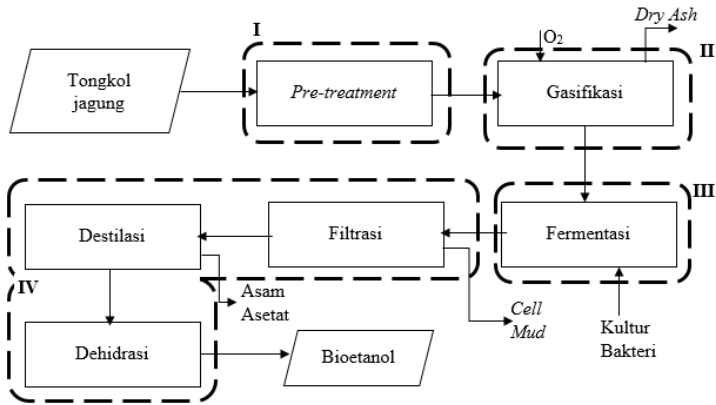 I
Dry Ash
O2
II
Tongkol
jagung
Pre-treatment
Gasifikasi
III
Destilasi
Filtrasi
Fermentasi
IV
Asam
Asetat
Cell
Mud
Kultur
Bakteri
Dehidrasi
Bioetanol